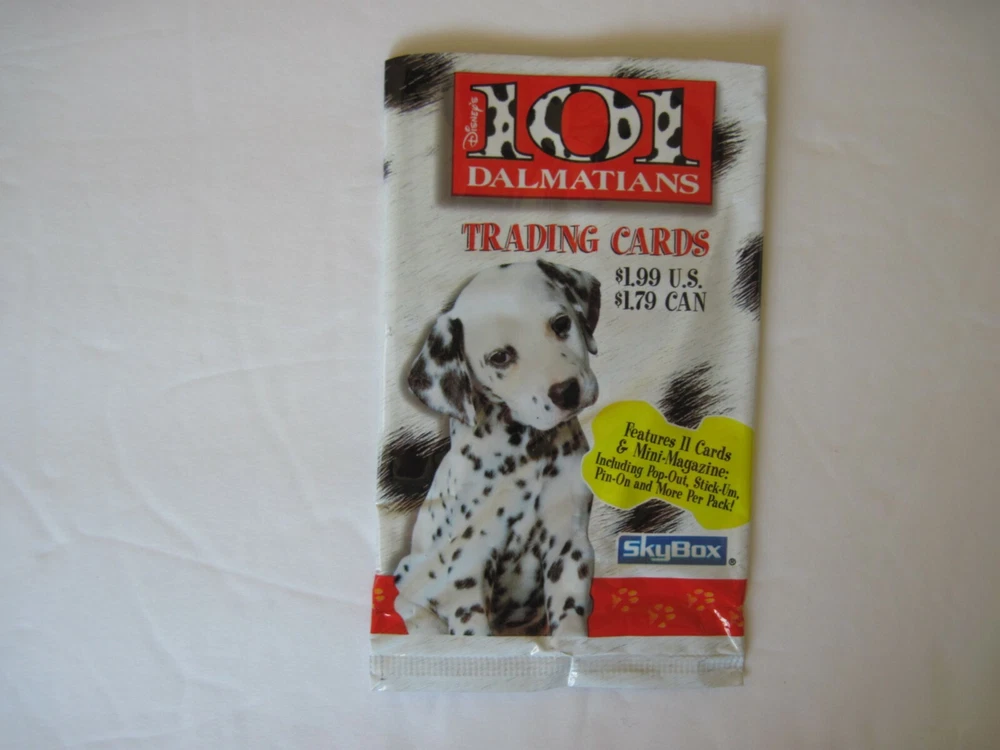 Disney's
101
DALMATIANS
TRADING CARDS
$1.99 U.S.
$1.79 CAN
Features 11 Cards
& Mini-Magazine:
Including Pop-Out, Stick-Um,
Pin-On and More Per Pack!
SkyBox®